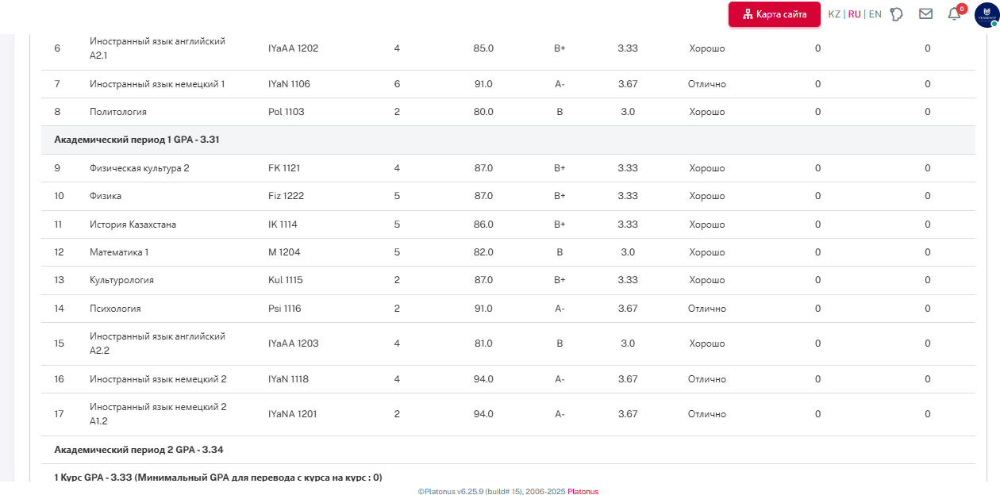 Карта сайта KZ | RU | EN 0
6 Иностранный язык английский IYaAA 1202 4 85.0 B+ 3.33 Хорошо 0 0
A2.1
7 Иностранный язык немецкий 1 IYaN 1106 6 91.0 A- 3.67 Отлично 0 0
8 Политология Pol 1103 2 80.0 B 3.0 Хорошо 0 0
Академический период 1 GPA - 3.31
9 Физическая культура 2 FK 1121 4 87.0 B+ 3.33 Хорошо 0 0
10 Физика Fiz 1222 5 87.0 B+ 3.33 Хорошо 0 0
11 История Казахстана IK 1114 5 86.0 B+ 3.33 Хорошо 0 0
12 Математика 1 M 1204 5 82.0 B 3.0 Хорошо 0 0
13 Культурология Kul 1115 2 87.0 B+ 3.33 Хорошо 0 0
14 Психология Psi 1116 2 91.0 A- 3.67 Отлично 0 0
15 Иностранный язык английский IYaAA 1203 4 81.0 B 3.0 Хорошо 0 0
A2.2
16 Иностранный язык немецкий 2 IYaN 1118 4 94.0 A- 3.67 Отлично 0 0
17 Иностранный язык немецкий 2 IYaNA 1201 2 94.0 A- 3.67 Отлично 0 0
A1.2
Академический период 2 GPA - 3.34
1 Курс GPA - 3.33 (Минимальный GPA для перевода с курса на курс : 0)
©Platonus v6.25.9 (build# 15), 2006-2025 Platonus